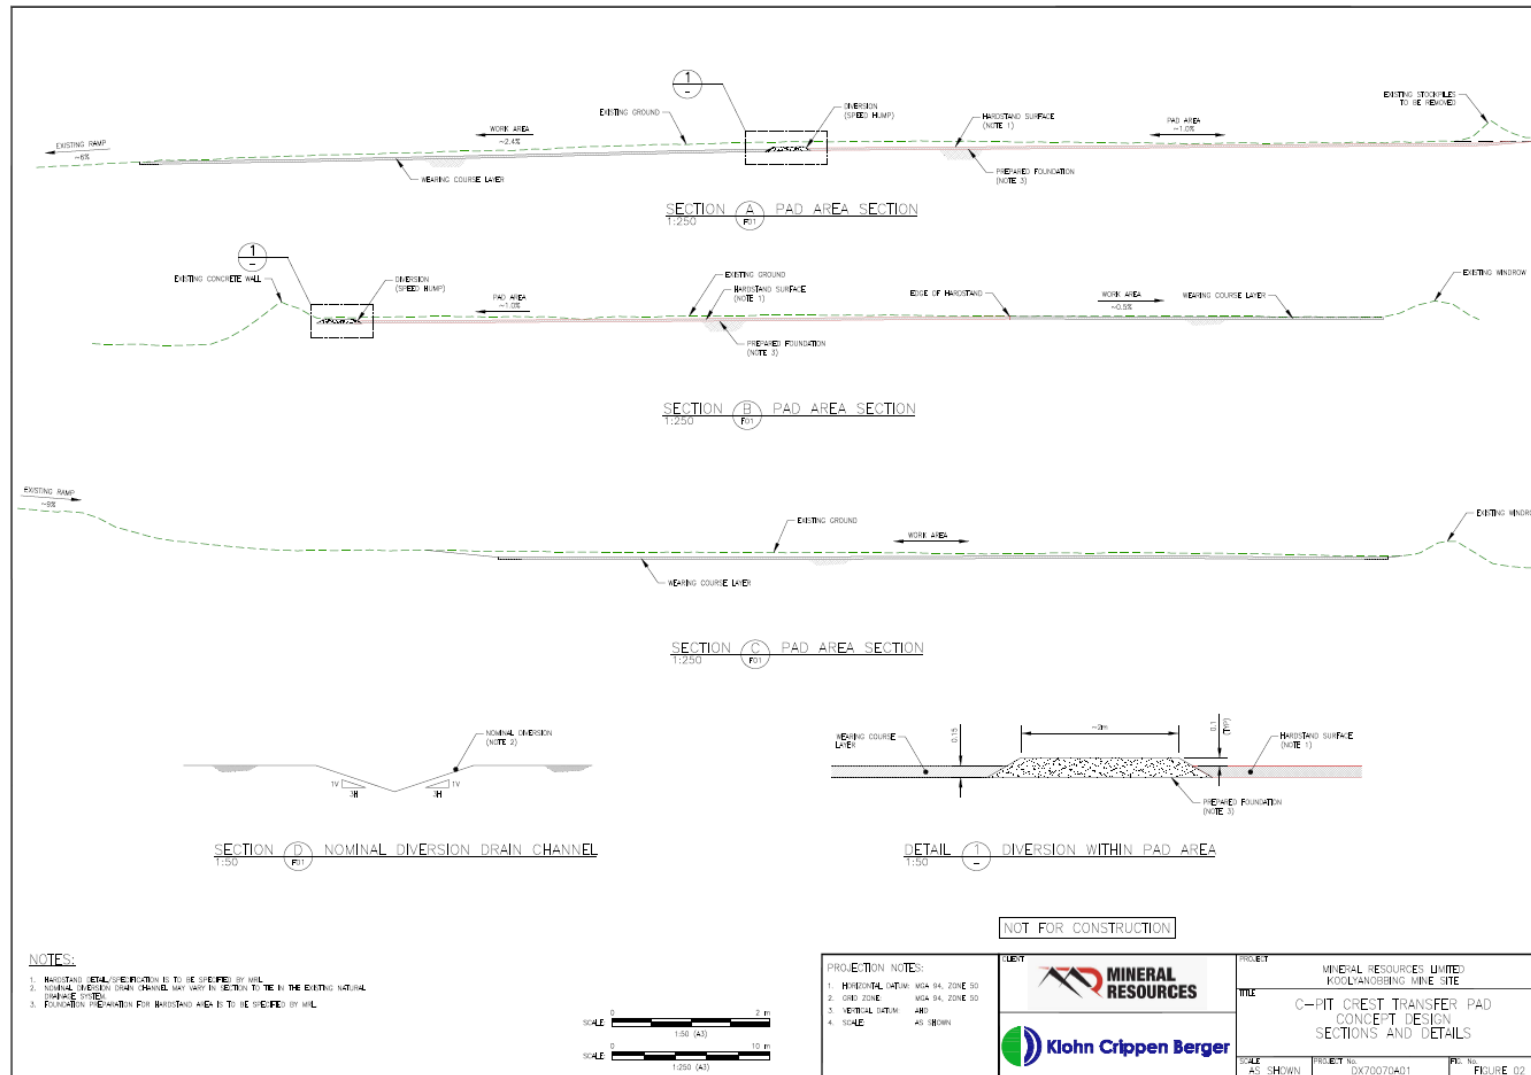 1
-
EXISTING GROUND
DIVERSION
(SPEED HUMP)
HARDSTAND SURFACE
(NOTE 1)
EXISTING STOCKPILES
TO BE REMOVED
EXISTING RAMP
~6%
WORK AREA
~2.4%
PAD AREA
~1.0%
WEARING COURSE LAYER
PREPARED FOUNDATION
(NOTE 3)
SECTION A PAD AREA SECTION
1:250 F01
1
-
EXISTING CONCRETE WALL
DIVERSION
(SPEED HUMP)
PAD AREA
~1.0%
EXISTING GROUND
HARDSTAND SURFACE
(NOTE 1)
EDGE OF HARDSTAND
WORK AREA
~0.5%
WEARING COURSE LAYER
EXISTING WINDROW
PREPARED FOUNDATION
(NOTE 3)
SECTION B PAD AREA SECTION
1:250 F01
EXISTING RAMP
~9%
EXISTING GROUND
WORK AREA
EXISTING WINDRO
WEARING COURSE LAYER
SECTION C PAD AREA SECTION
1:250 F01
NOMINAL DIVERSION
(NOTE 2)
1V
3H
1V
3H
SECTION D NOMINAL DIVERSION DRAIN CHANNEL
1:50 F01
WEARING COURSE
LAYER
0.15
~2m
0.1
(TYP)
HARDSTAND SURFACE
(NOTE 1)
PREPARED FOUNDATION
(NOTE 3)
DETAIL 1 DIVERSION WITHIN PAD AREA
1:50 -
NOT FOR CONSTRUCTION
NOTES:
1. HARDSTAND DETAIL/SPECIFICATION IS TO BE SPECIFIED BY MRL.
2. NOMINAL DIVERSION DRAIN CHANNEL MAY VARY IN SECTION TO TIE IN THE EXISTING NATURAL
DRAINAGE SYSTEM.
3. FOUNDATION PREPARATION FOR HARDSTAND AREA IS TO BE SPECIFIED BY MRL.
0 2 m
SCALE
1:50 (A3)
0 10 m
SCALE
1:250 (A3)
PROJECTION NOTES:
1. HORIZONTAL DATUM: MGA 94, ZONE 50
2. GRID ZONE: MGA 94, ZONE 50
3. VERTICAL DATUM: AHD
4. SCALE: AS SHOWN
CLIENT
MINERAL
RESOURCES
Klohn Crippen Berger
PROJECT
MINERAL RESOURCES LIMITED
KOOLYANOBBING MINE SITE
TITLE
C-PIT CREST TRANSFER PAD
CONCEPT DESIGN
SECTIONS AND DETAILS
SCALE
AS SHOWN
PROJECT No.
DX70070A01
FIG. No.
FIGURE 02